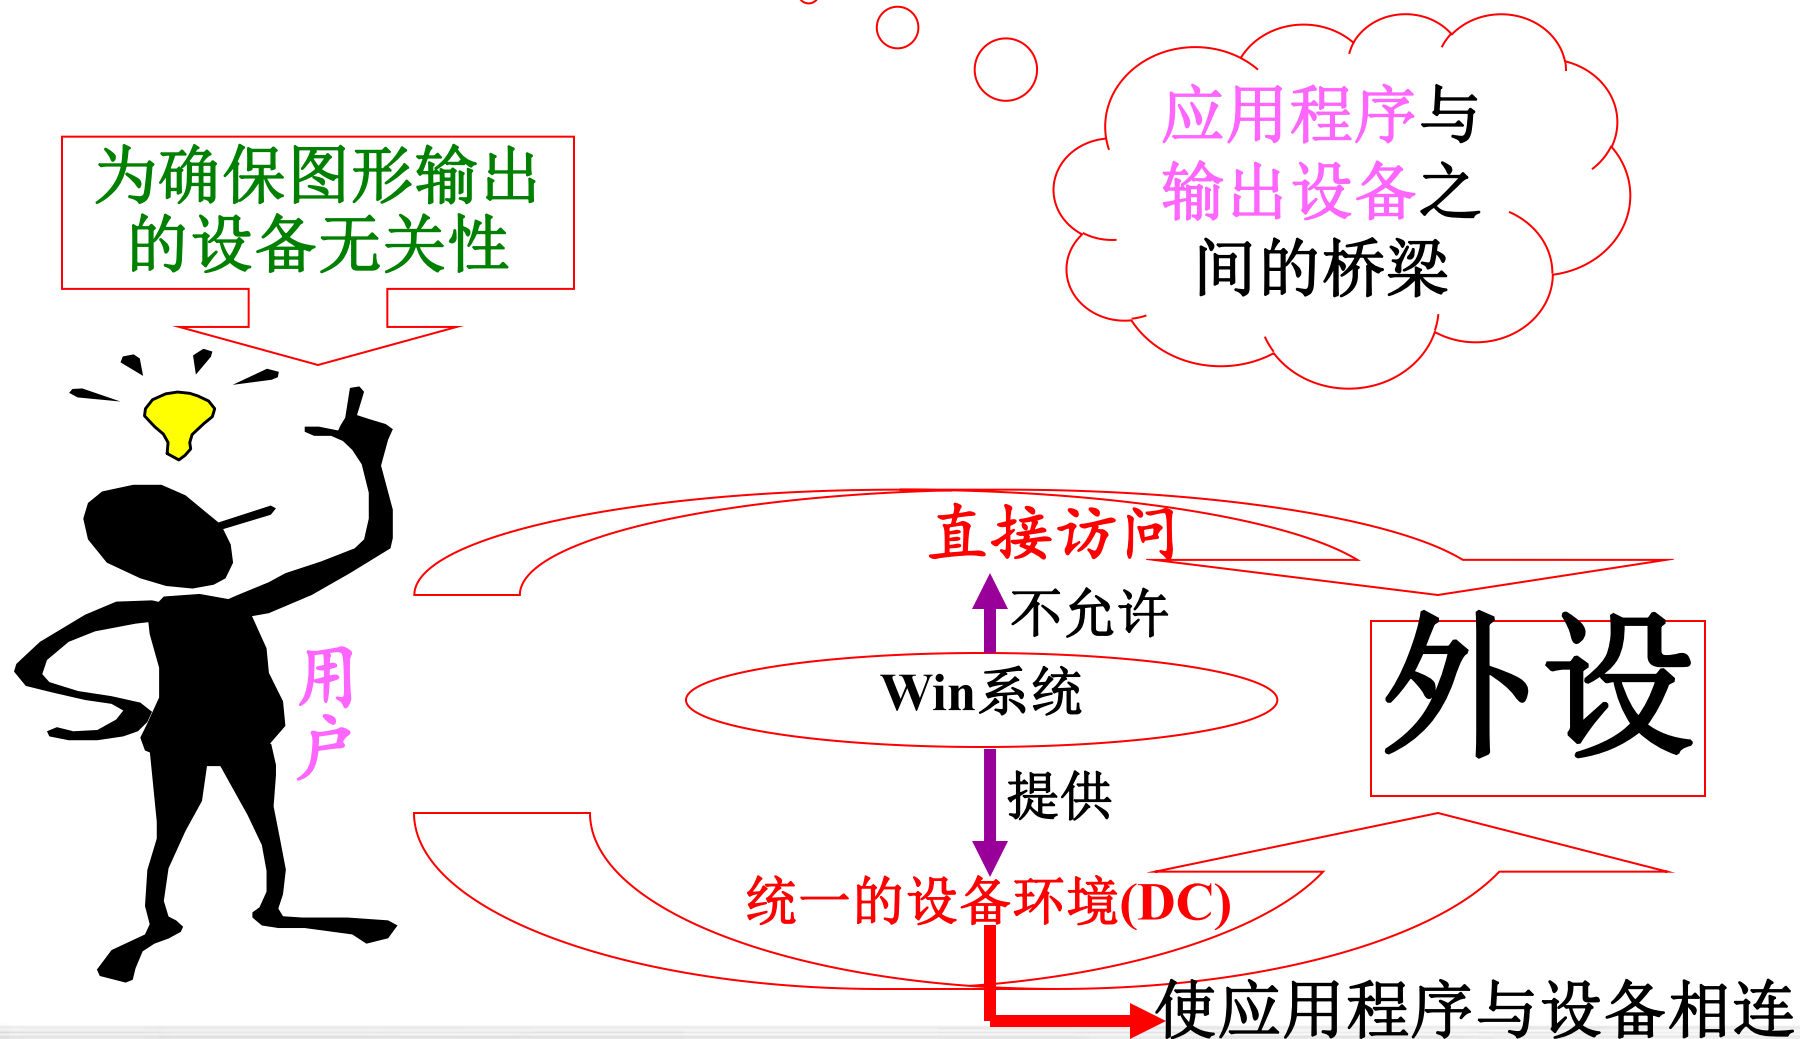 应用程序与
输出设备之
间的桥梁
为确保图形输出
的设备无关性
直接访问
不允许
用
户
Win系统
外设
提供
统一的设备环境(DC)
使应用程序与设备相连